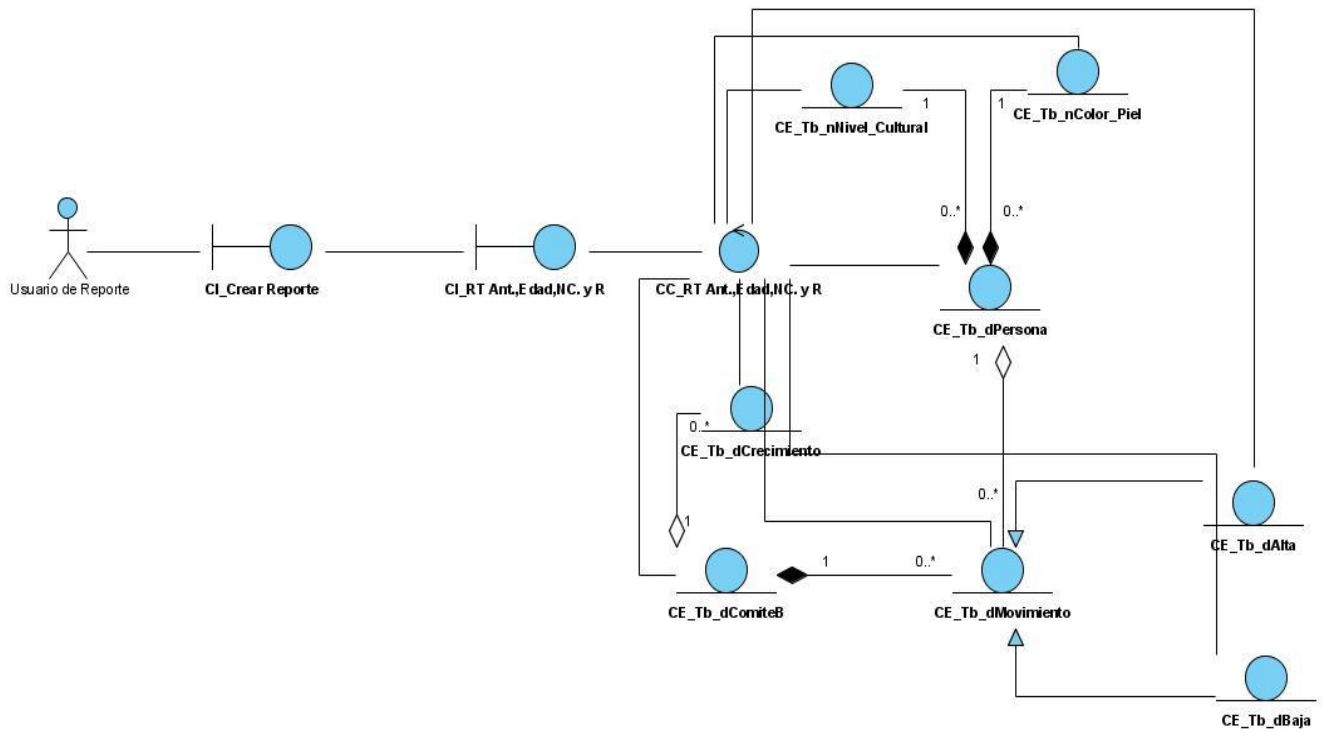 CE_Tb_nNivel_Cultural
1
CE_Tb_nColor_Piel
1
0..*
0..*
Usuario de Reporte
CI_Crear Reporte
CI_RT Ant.,Edad,NC. y R
CC_RT Ant.,Edad,NC. y R
CE_Tb_dPersona
1
0..*
CE_Tb_dCrecimiento
1
0..*
CE_Tb_dAlta
CE_Tb_dComiteB
1
0..*
CE_Tb_dMovimiento
CE_Tb_dBaja